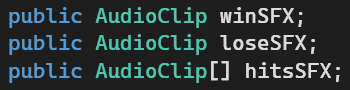 public AudioClip winSFX;
public AudioClip loseSFX;
public AudioClip[] hitsSFX;